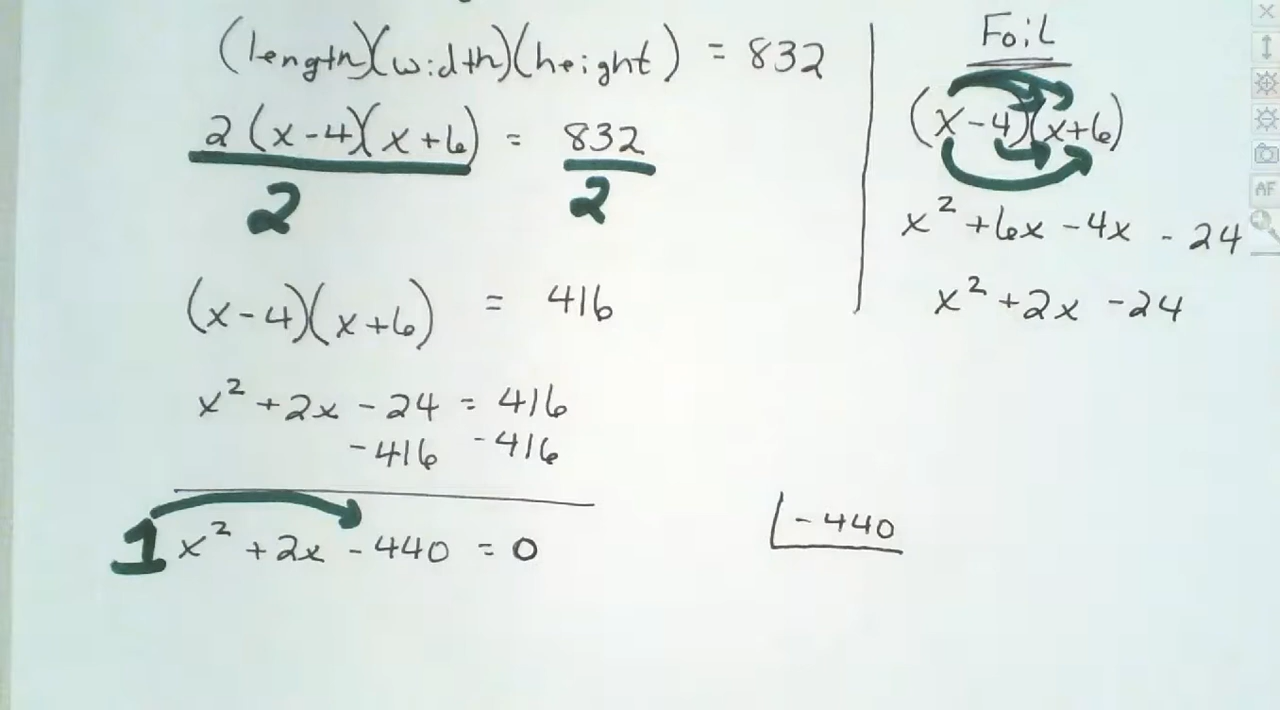 (length)(width)(height) = 832
2(x-4)(x+6) = 832
2 2
(x-4)(x+6) = 416
x² +2x - 24 = 416
-416 -416
1x² +2x - 440 = 0
Foil
(x-4)(x+6)
x² +6x -4x - 24
x² +2x -24
-440
AF